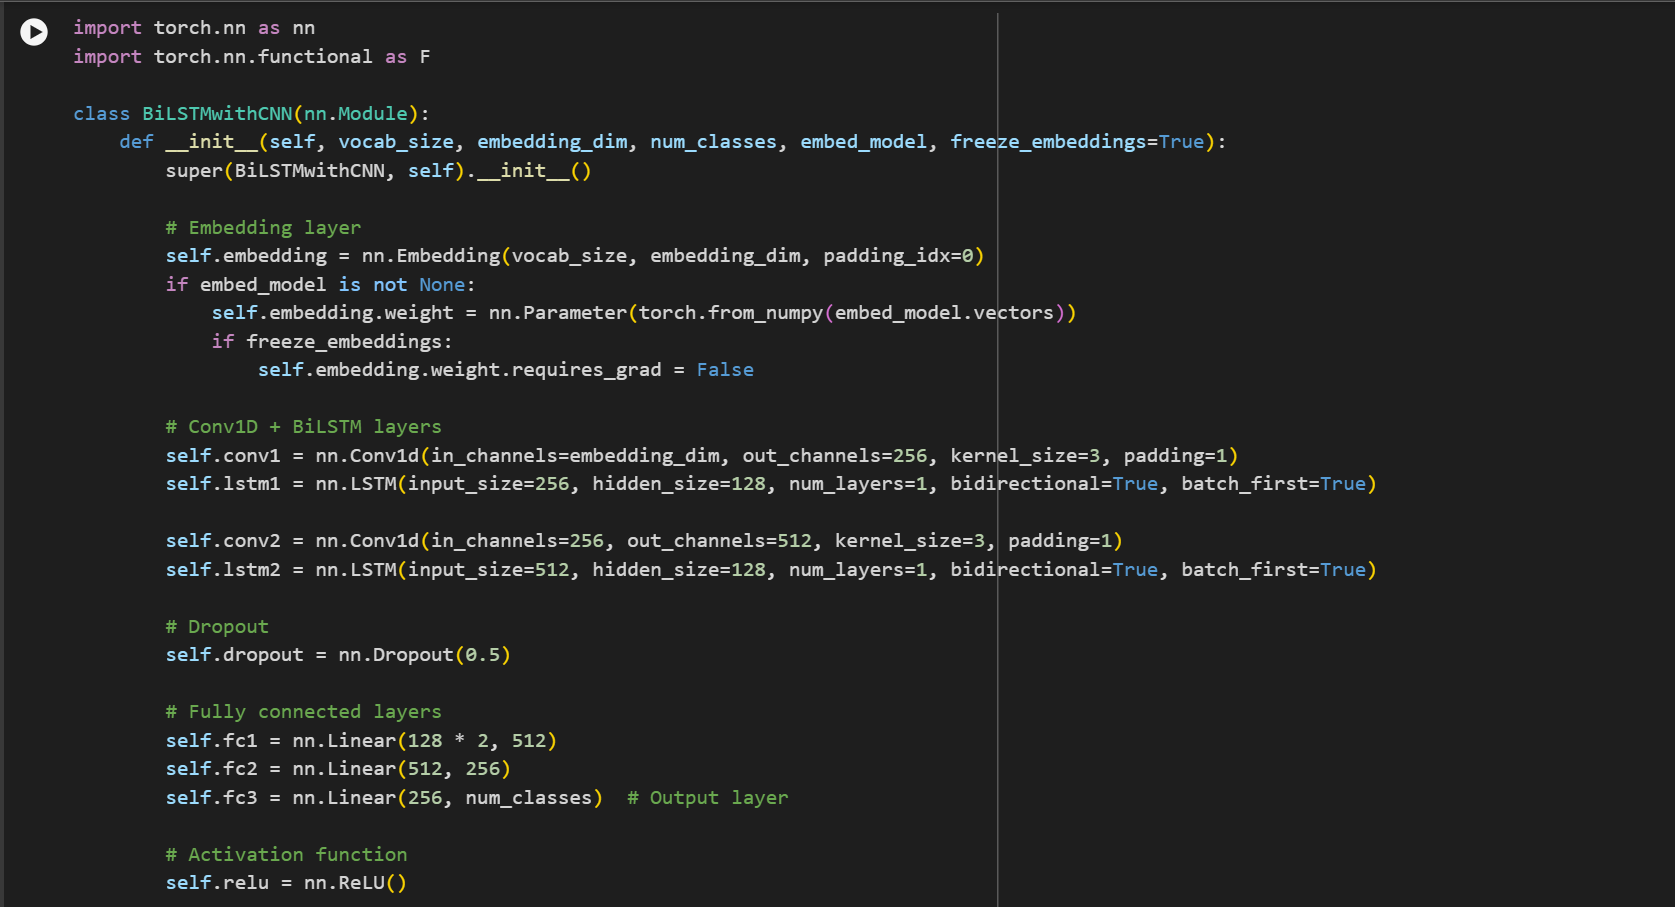 import torch.nn as nn
import torch.nn.functional as F
class BiLSTMwithCNN(nn.Module):
def __init__(self, vocab_size, embedding_dim, num_classes, embed_model, freeze_embeddings=True):
super(BiLSTMwithCNN, self).__init__()
# Embedding layer
self.embedding = nn.Embedding(vocab_size, embedding_dim, padding_idx=0)
if embed_model is not None:
self.embedding.weight = nn.Parameter(torch.from_numpy(embed_model.vectors))
if freeze_embeddings:
self.embedding.weight.requires_grad = False
# Conv1D + BiLSTM layers
self.conv1 = nn.Conv1d(in_channels=embedding_dim, out_channels=256, kernel_size=3, padding=1)
self.lstm1 = nn.LSTM(input_size=256, hidden_size=128, num_layers=1, bidirectional=True, batch_first=True)
self.conv2 = nn.Conv1d(in_channels=256, out_channels=512, kernel_size=3, padding=1)
self.lstm2 = nn.LSTM(input_size=512, hidden_size=128, num_layers=1, bidirectional=True, batch_first=True)
# Dropout
self.dropout = nn.Dropout(0.5)
# Fully connected layers
self.fc1 = nn.Linear(128 * 2, 512)
self.fc2 = nn.Linear(512, 256)
self.fc3 = nn.Linear(256, num_classes)  # Output layer
# Activation function
self.relu = nn.ReLU()